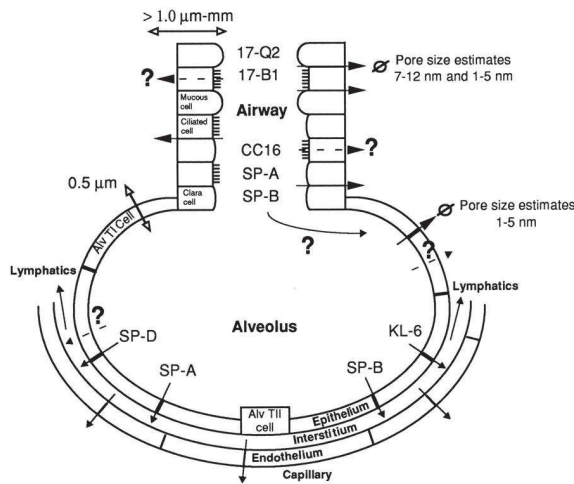 > 1.0 μm-mm
17-Q2
17-B1
?
Pore size estimates
7-12 nm and 1-5 nm
Mucous
cell
Airway
Ciliated
cell
CC16
?
SP-A
Clara
cell
SP-B
0.5 μm
Alv TI Cell
?
Pore size estimates
1-5 nm
?
Lymphatics
Lymphatics
?
SP-D
Alveolus
KL-6
SP-A
SP-B
Alv TII
cell
Epithelium
Interstitium
Endothelium
Capillary